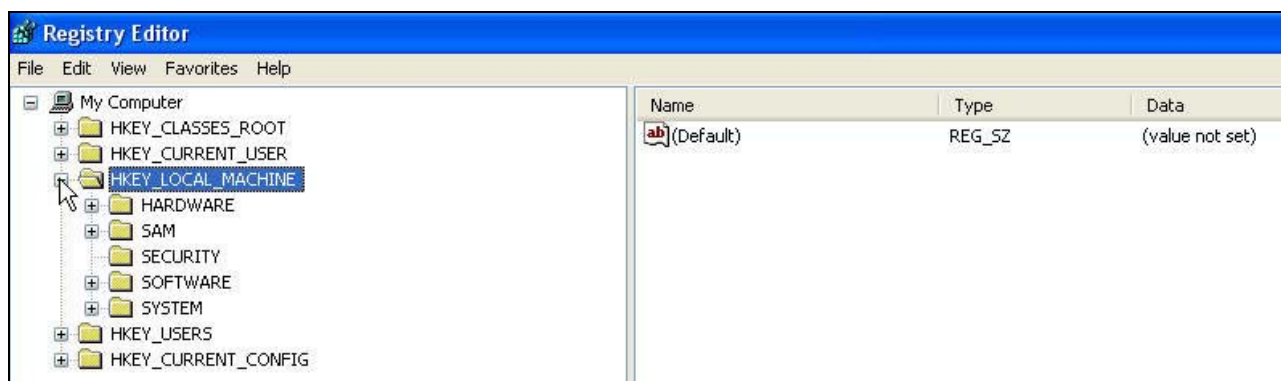 Registry Editor
File Edit View Favorites Help
My Computer
HKEY_CLASSES_ROOT
HKEY_CURRENT_USER
HKEY_LOCAL_MACHINE
HARDWARE
SAM
SECURITY
SOFTWARE
SYSTEM
HKEY_USERS
HKEY_CURRENT_CONFIG
Name Type Data
ab (Default) REG_SZ (value not set)